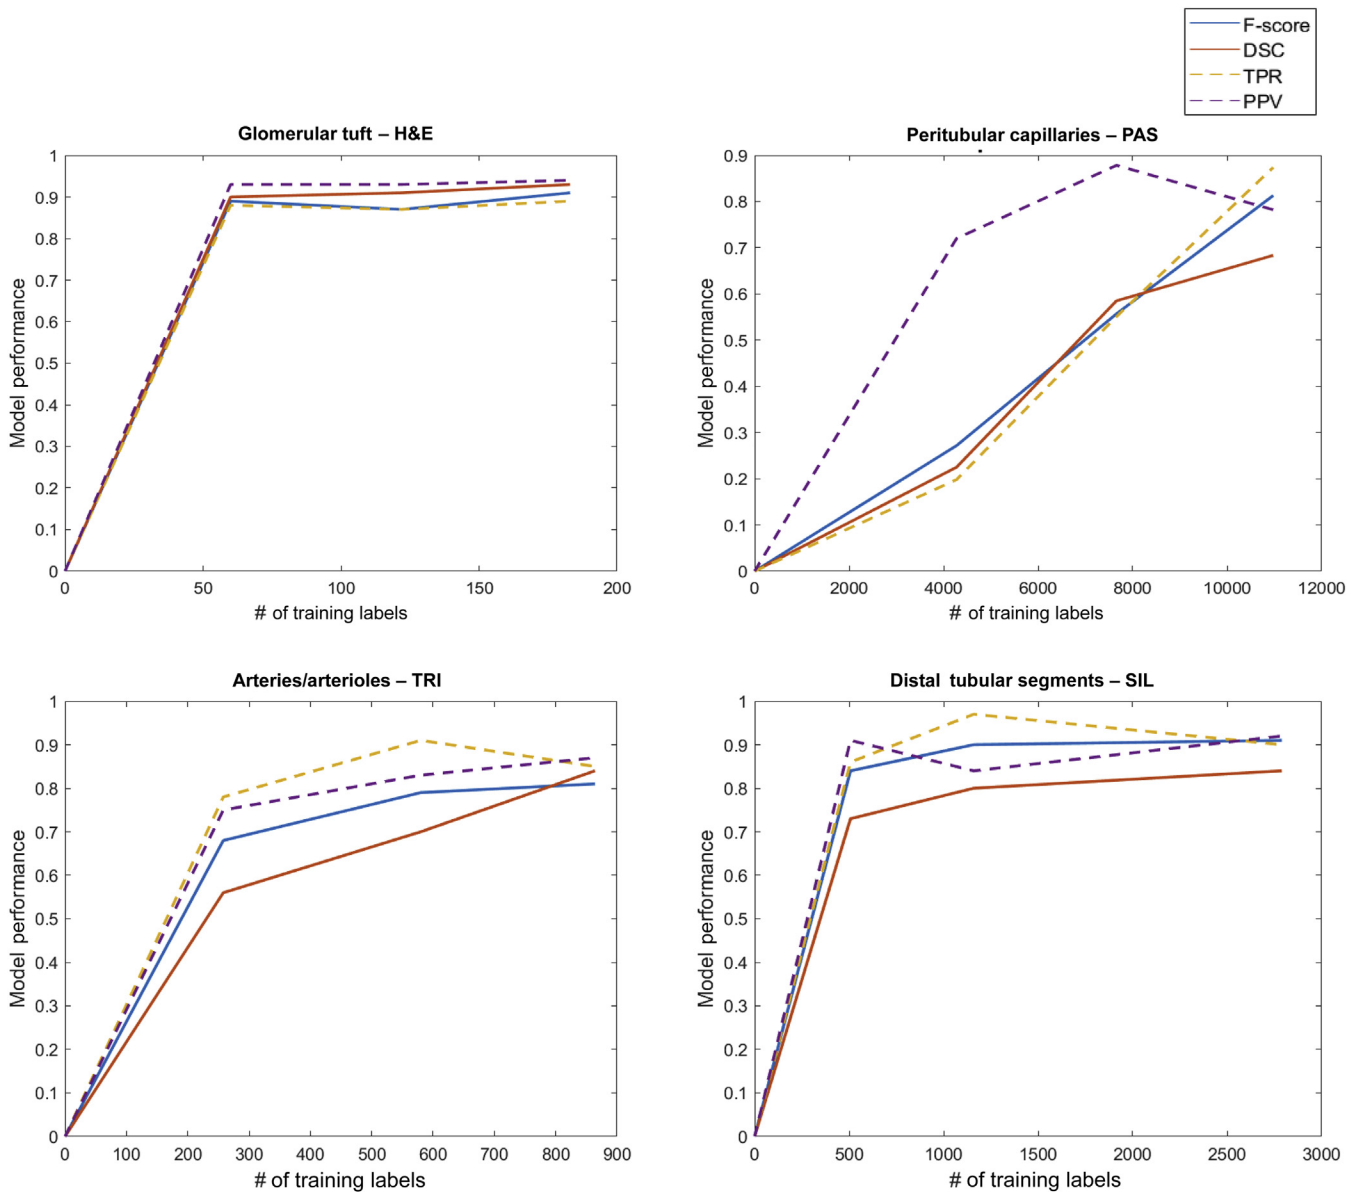 F-score
DSC
TPR
PPV
Glomerular tuft – H&E
Model performance
1
0.9
0.8
0.7
0.6
0.5
0.4
0.3
0.2
0.1
0
0 50 100 150 200
# of training labels
Peritubular capillaries – PAS
Model performance
0.9
0.8
0.7
0.6
0.5
0.4
0.3
0.2
0.1
0
0 2000 4000 6000 8000 10000 12000
# of training labels
Arteries/arterioles – TRI
Model performance
1
0.9
0.8
0.7
0.6
0.5
0.4
0.3
0.2
0.1
0
0 100 200 300 400 500 600 700 800 900
# of training labels
Distal tubular segments – SIL
Model performance
1
0.9
0.8
0.7
0.6
0.5
0.4
0.3
0.2
0.1
0
0 500 1000 1500 2000 2500 3000
# of training labels